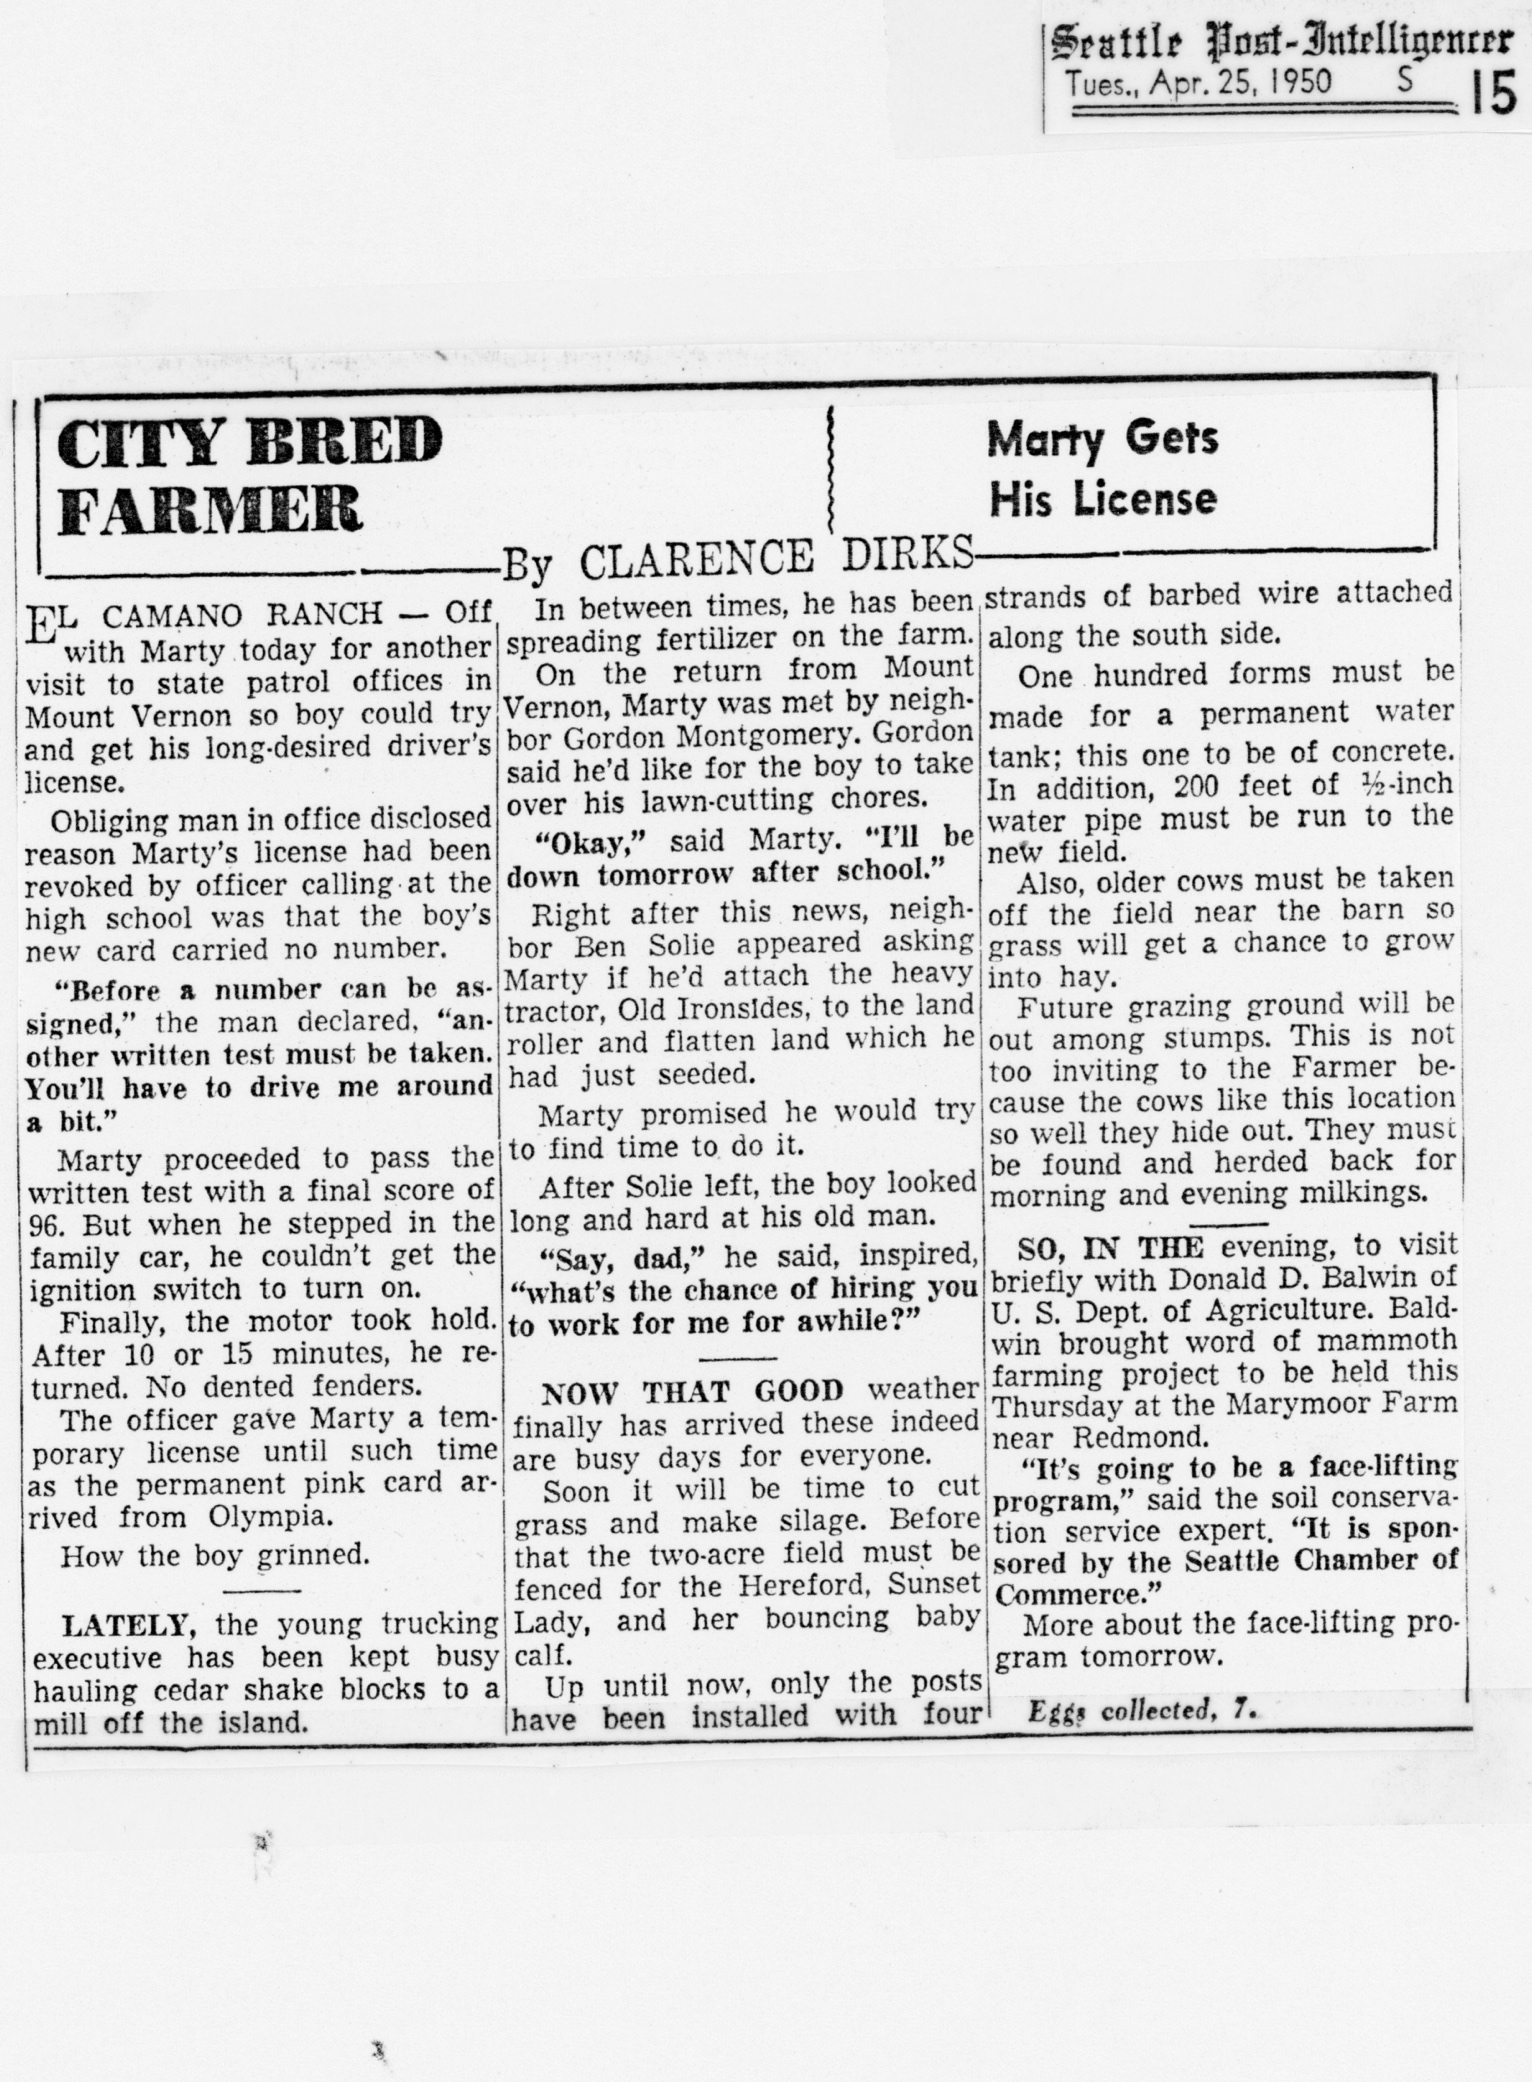 Seattle Post-Intelligencer
Tues., Apr. 25, 1950 S 15
CITY BRED
FARMER
Marty Gets
His License
By CLARENCE DIRKS
EL CAMANO RANCH — Off
with Marty today for another
visit to state patrol offices in
Mount Vernon so boy could try
and get his long-desired driver's
license.
Obliging man in office disclosed
reason Marty's license had been
revoked by officer calling at the
high school was that the boy's
new card carried no number.
"Before a number can be as-
signed," the man declared, "an-
other written test must be taken.
You'll have to drive me around
a bit."
Marty proceeded to pass the
written test with a final score of
96. But when he stepped in the
family car, he couldn't get the
ignition switch to turn on.
Finally, the motor took hold.
After 10 or 15 minutes, he re-
turned. No dented fenders.
The officer gave Marty a tem-
porary license until such time
as the permanent pink card ar-
rived from Olympia.
How the boy grinned.
LATELY, the young trucking
executive has been kept busy
hauling cedar shake blocks to a
mill off the island.
In between times, he has been
spreading fertilizer on the farm.
On the return from Mount
Vernon, Marty was met by neigh-
bor Gordon Montgomery. Gordon
said he'd like for the boy to take
over his lawn-cutting chores.
"Okay," said Marty. "I'll be
down tomorrow after school."
Right after this news, neigh-
bor Ben Solie appeared asking
Marty if he'd attach the heavy
tractor, Old Ironsides, to the land
roller and flatten land which he
had just seeded.
Marty promised he would try
to find time to do it.
After Solie left, the boy looked
long and hard at his old man.
"Say, dad," he said, inspired,
"what's the chance of hiring you
to work for me for awhile?"
NOW THAT GOOD weather
finally has arrived these indeed
are busy days for everyone.
Soon it will be time to cut
grass and make silage. Before
that the two-acre field must be
fenced for the Hereford, Sunset
Lady, and her bouncing baby
calf.
Up until now, only the posts
have been installed with four
strands of barbed wire attached
along the south side.
One hundred forms must be
made for a permanent water
tank; this one to be of concrete.
In addition, 200 feet of ½-inch
water pipe must be run to the
new field.
Also, older cows must be taken
off the field near the barn so
grass will get a chance to grow
into hay.
Future grazing ground will be
out among stumps. This is not
too inviting to the Farmer be-
cause the cows like this location
so well they hide out. They must
be found and herded back for
morning and evening milkings.
SO, IN THE evening, to visit
briefly with Donald D. Balwin of
U. S. Dept. of Agriculture. Bald-
win brought word of mammoth
farming project to be held this
Thursday at the Marymoor Farm
near Redmond.
"It's going to be a face-lifting
program," said the soil conserva-
tion service expert. "It is spon-
sored by the Seattle Chamber of
Commerce."
More about the face-lifting pro-
gram tomorrow.
Eggs collected, 7.